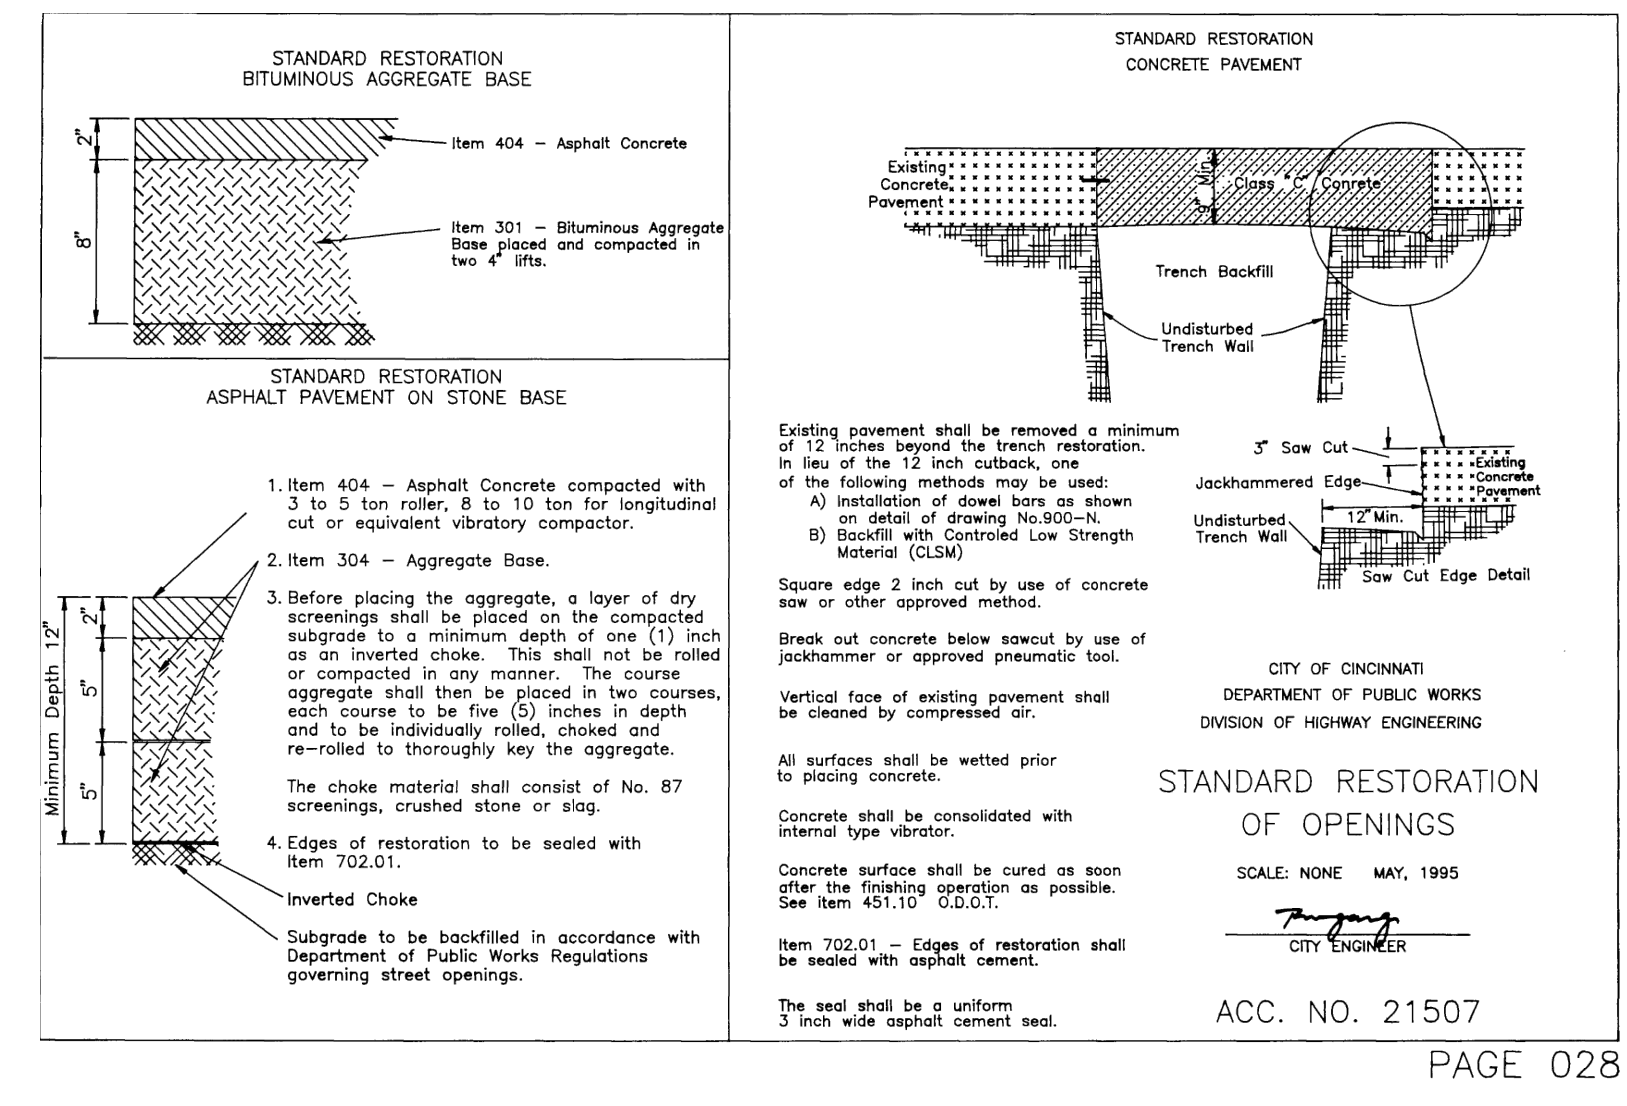 STANDARD RESTORATION
BITUMINOUS AGGREGATE BASE
2"
8"
Item 404 – Asphalt Concrete
Item 301 – Bituminous Aggregate
Base placed and compacted in
two 4" lifts.
STANDARD RESTORATION
ASPHALT PAVEMENT ON STONE BASE
1. Item 404 – Asphalt Concrete compacted with
3 to 5 ton roller, 8 to 10 ton for longitudinal
cut or equivalent vibratory compactor.
2. Item 304 – Aggregate Base.
3. Before placing the aggregate, a layer of dry
screenings shall be placed on the compacted
subgrade to a minimum depth of one (1) inch
as an inverted choke. This shall not be rolled
or compacted in any manner. The course
aggregate shall then be placed in two courses,
each course to be five (5) inches in depth
and to be individually rolled, choked and
re-rolled to thoroughly key the aggregate.
The choke material shall consist of No. 87
screenings, crushed stone or slag.
4. Edges of restoration to be sealed with
Item 702.01.
Inverted Choke
Subgrade to be backfilled in accordance with
Department of Public Works Regulations
governing street openings.
Minimum Depth 12"
2"
5"
5"
STANDARD RESTORATION
CONCRETE PAVEMENT
Existing
Concrete
Pavement
9" Min.
Class "C" Conrete
Trench Backfill
Undisturbed
Trench Wall
Existing pavement shall be removed a minimum
of 12 inches beyond the trench restoration.
In lieu of the 12 inch cutback, one
of the following methods may be used:
A) Installation of dowel bars as shown
on detail of drawing No.900–N.
B) Backfill with Controled Low Strength
Material (CLSM)
Square edge 2 inch cut by use of concrete
saw or other approved method.
Break out concrete below sawcut by use of
jackhammer or approved pneumatic tool.
Vertical face of existing pavement shall
be cleaned by compressed air.
All surfaces shall be wetted prior
to placing concrete.
Concrete shall be consolidated with
internal type vibrator.
Concrete surface shall be cured as soon
after the finishing operation as possible.
See item 451.10 O.D.O.T.
Item 702.01 – Edges of restoration shall
be sealed with asphalt cement.
The seal shall be a uniform
3 inch wide asphalt cement seal.
3" Saw Cut
Existing
Concrete
Pavement
Jackhammered Edge
12" Min.
Undisturbed
Trench Wall
Saw Cut Edge Detail
CITY OF CINCINNATI
DEPARTMENT OF PUBLIC WORKS
DIVISION OF HIGHWAY ENGINEERING
STANDARD RESTORATION
OF OPENINGS
SCALE: NONE MAY, 1995
CITY ENGINEER
ACC. NO. 21507
PAGE 028